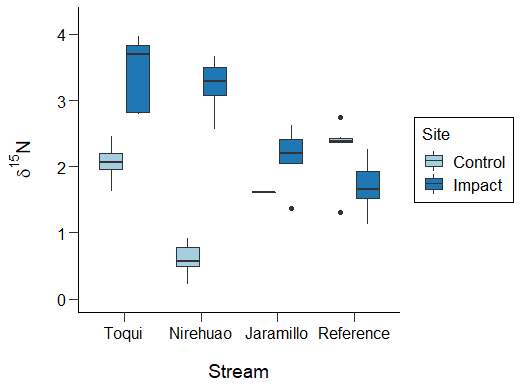 4
3
2
1
0
δ¹⁵N
Toqui Nirehuao Jaramillo Reference
Stream
Site
Control
Impact